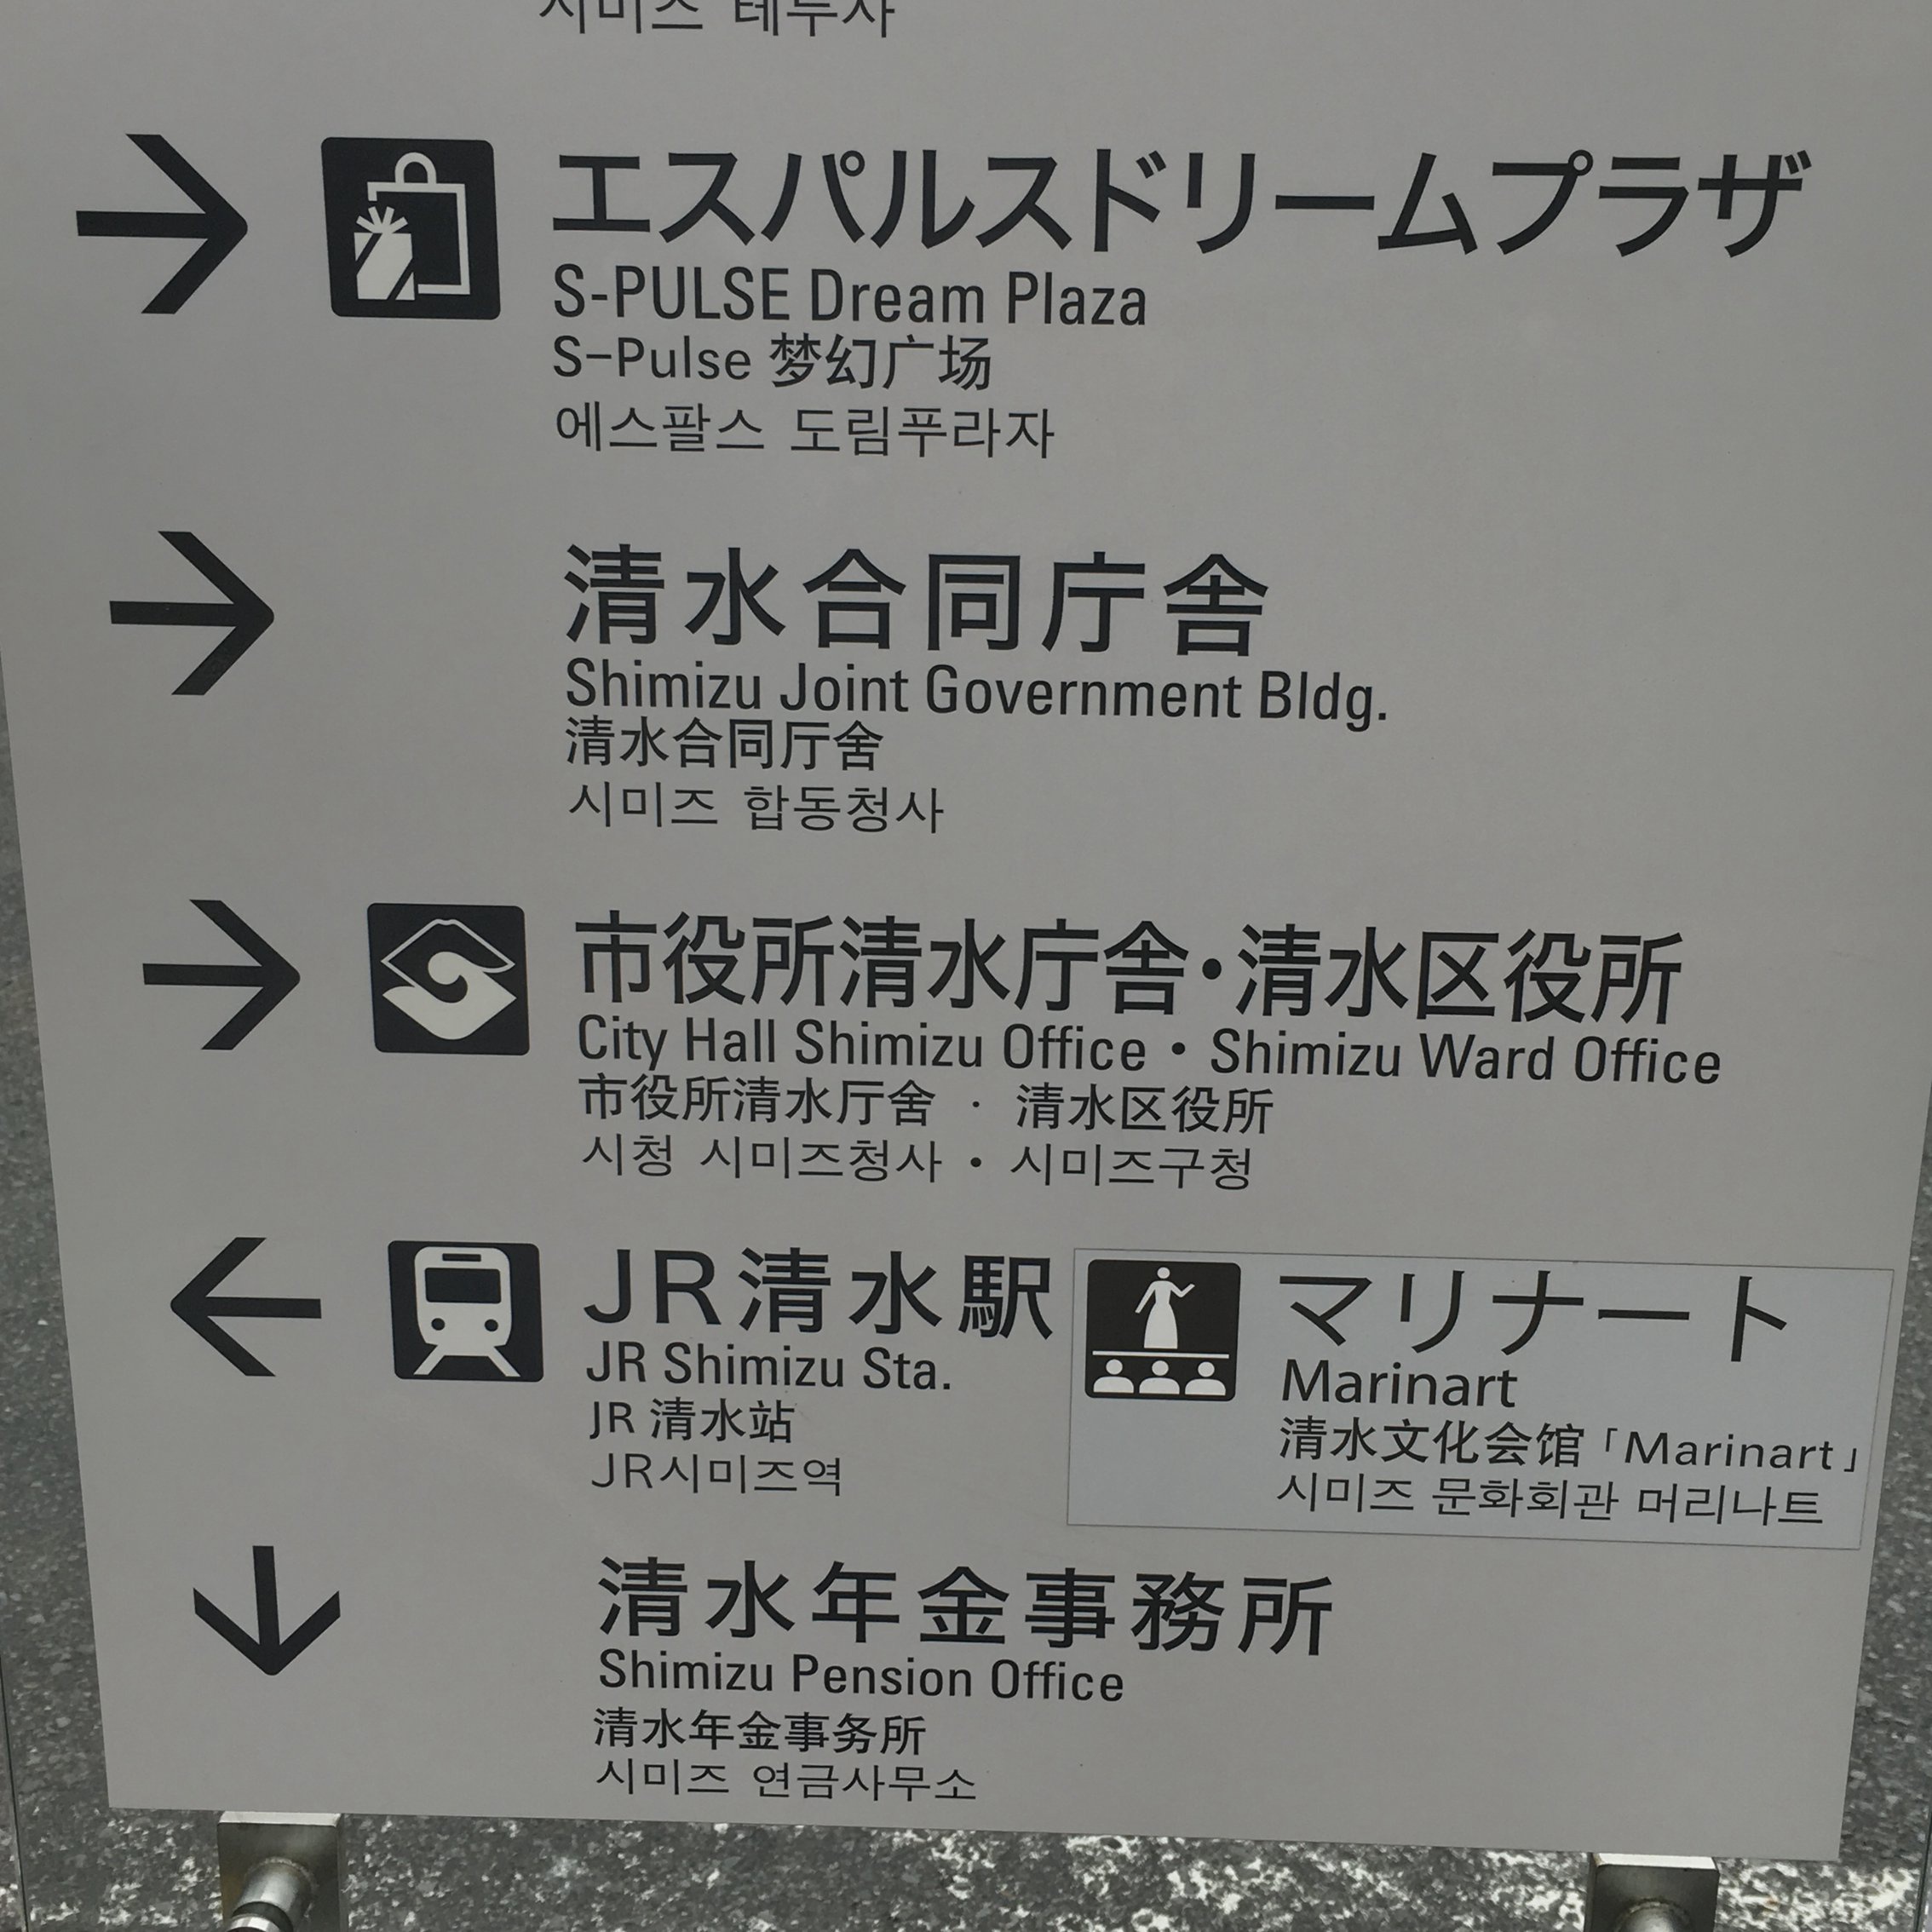 시미즈 테루사
エスパルスドリームプラザ
S-PULSE Dream Plaza
S-Pulse 梦幻广场
에스팔스 도림푸라자
清水合同庁舎
Shimizu Joint Government Bldg.
清水合同厅舍
시미즈 합동청사
市役所清水庁舎・清水区役所
City Hall Shimizu Office・Shimizu Ward Office
市役所清水厅舍 · 清水区役所
시청 시미즈청사・시미즈구청
JR清水駅
JR Shimizu Sta.
JR 清水站
JR시미즈역
マリナート
Marinart
清水文化会馆「Marinart」
시미즈 문화회관 머리나트
清水年金事務所
Shimizu Pension Office
清水年金事务所
시미즈 연금사무소